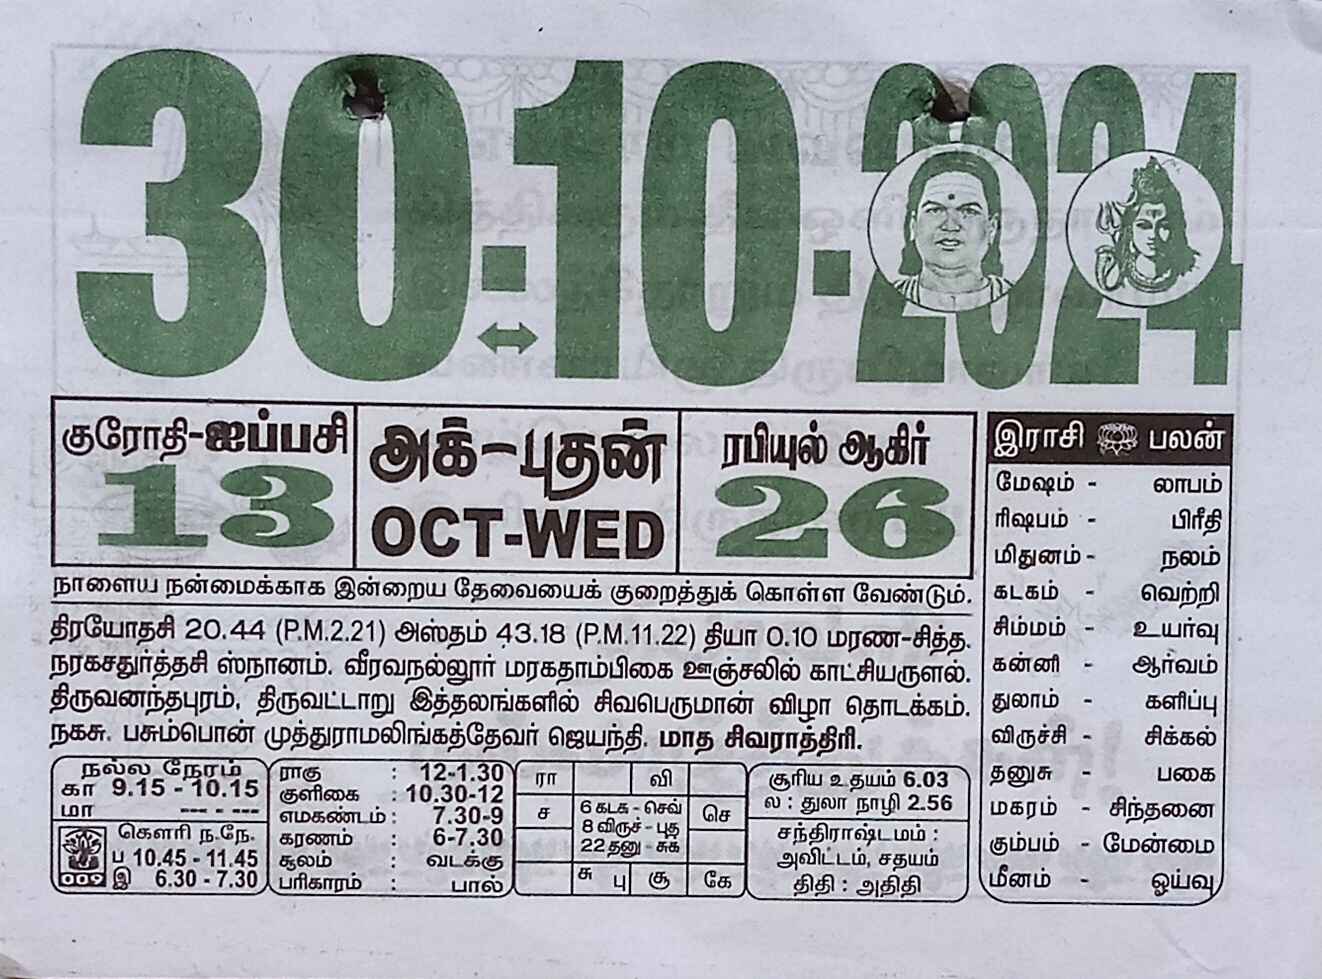 30.10.2024
குரோதி-ஐப்பசி
13
அக்-புதன்
OCT-WED
ரபியுல் ஆகிர்
26
நாளைய நன்மைக்காக இன்றைய தேவையைக் குறைத்துக் கொள்ள வேண்டும்.
திரயோதசி 20.44 (P.M.2.21) அஸ்தம் 43.18 (P.M.11.22) தியா 0.10 மரண-சித்த.
நரகசதுர்த்தசி ஸ்நானம். வீரவநல்லூர் மரகதாம்பிகை ஊஞ்சலில் காட்சியருளல்.
திருவனந்தபுரம், திருவட்டாறு இத்தலங்களில் சிவபெருமான் விழா தொடக்கம்.
நகசு. பசும்பொன் முத்துராமலிங்கத்தேவர் ஜெயந்தி. மாத சிவராத்திரி.
நல்ல நேரம்
கா 9.15 - 10.15
மா --- - ---
கௌரி ந.நே.
ப 10.45 - 11.45
இ 6.30 - 7.30
009
ராகு : 12-1.30
குளிகை : 10.30-12
எமகண்டம் : 7.30-9
கரணம் : 6-7.30
சூலம் : வடக்கு
பரிகாரம் : பால்
ரா வி
ச செ
6 கடக - செவ்
8 விருச் - புத
22 தனு - சுக்
சு பு சூ கே
சூரிய உதயம் 6.03
ல : துலா நாழி 2.56
சந்திராஷ்டமம் :
அவிட்டம், சதயம்
திதி : அதிதி
இராசி பலன்
மேஷம் - லாபம்
ரிஷபம் - பிரீதி
மிதுனம் - நலம்
கடகம் - வெற்றி
சிம்மம் - உயர்வு
கன்னி - ஆர்வம்
துலாம் - களிப்பு
விருச்சி - சிக்கல்
தனுசு - பகை
மகரம் - சிந்தனை
கும்பம் - மேன்மை
மீனம் - ஓய்வு